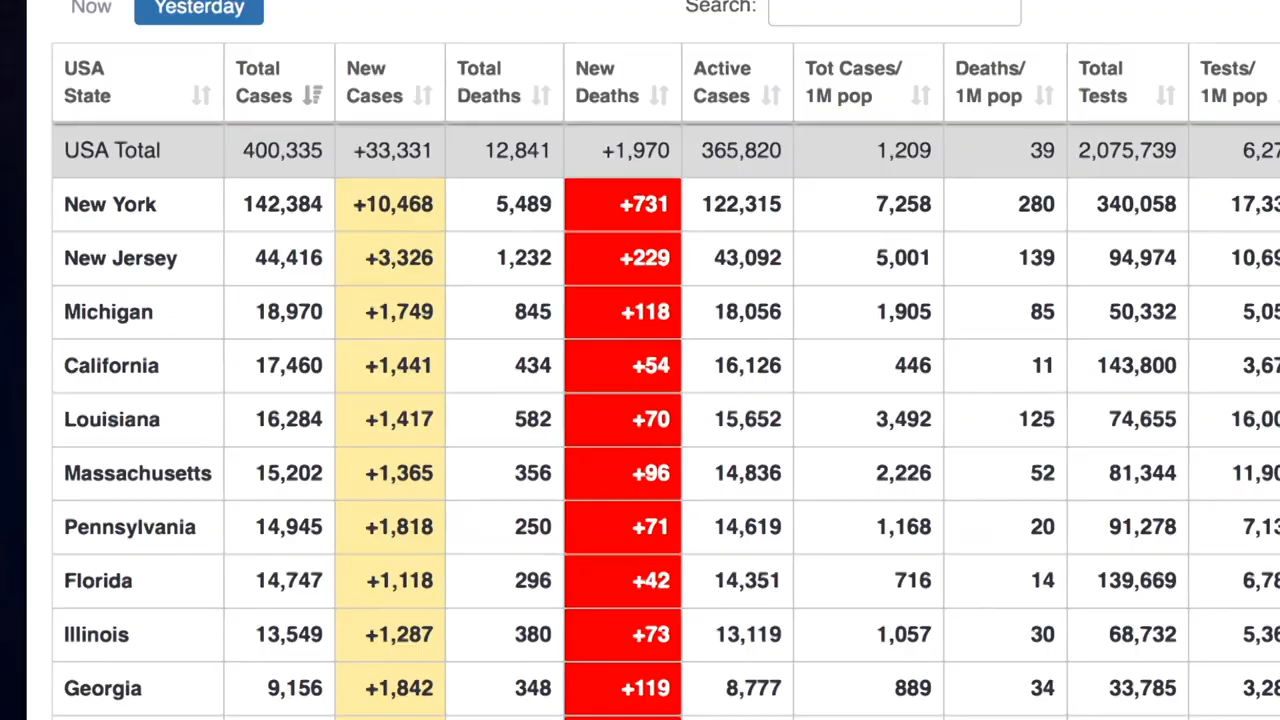 Now Yesterday Search:
USA State Total Cases New Cases Total Deaths New Deaths Active Cases Tot Cases/ 1M pop Deaths/ 1M pop Total Tests Tests/ 1M pop
USA Total 400,335 +33,331 12,841 +1,970 365,820 1,209 39 2,075,739
New York 142,384 +10,468 5,489 +731 122,315 7,258 280 340,058
New Jersey 44,416 +3,326 1,232 +229 43,092 5,001 139 94,974
Michigan 18,970 +1,749 845 +118 18,056 1,905 85 50,332
California 17,460 +1,441 434 +54 16,126 446 11 143,800
Louisiana 16,284 +1,417 582 +70 15,652 3,492 125 74,655
Massachusetts 15,202 +1,365 356 +96 14,836 2,226 52 81,344
Pennsylvania 14,945 +1,818 250 +71 14,619 1,168 20 91,278
Florida 14,747 +1,118 296 +42 14,351 716 14 139,669
Illinois 13,549 +1,287 380 +73 13,119 1,057 30 68,732
Georgia 9,156 +1,842 348 +119 8,777 889 34 33,785